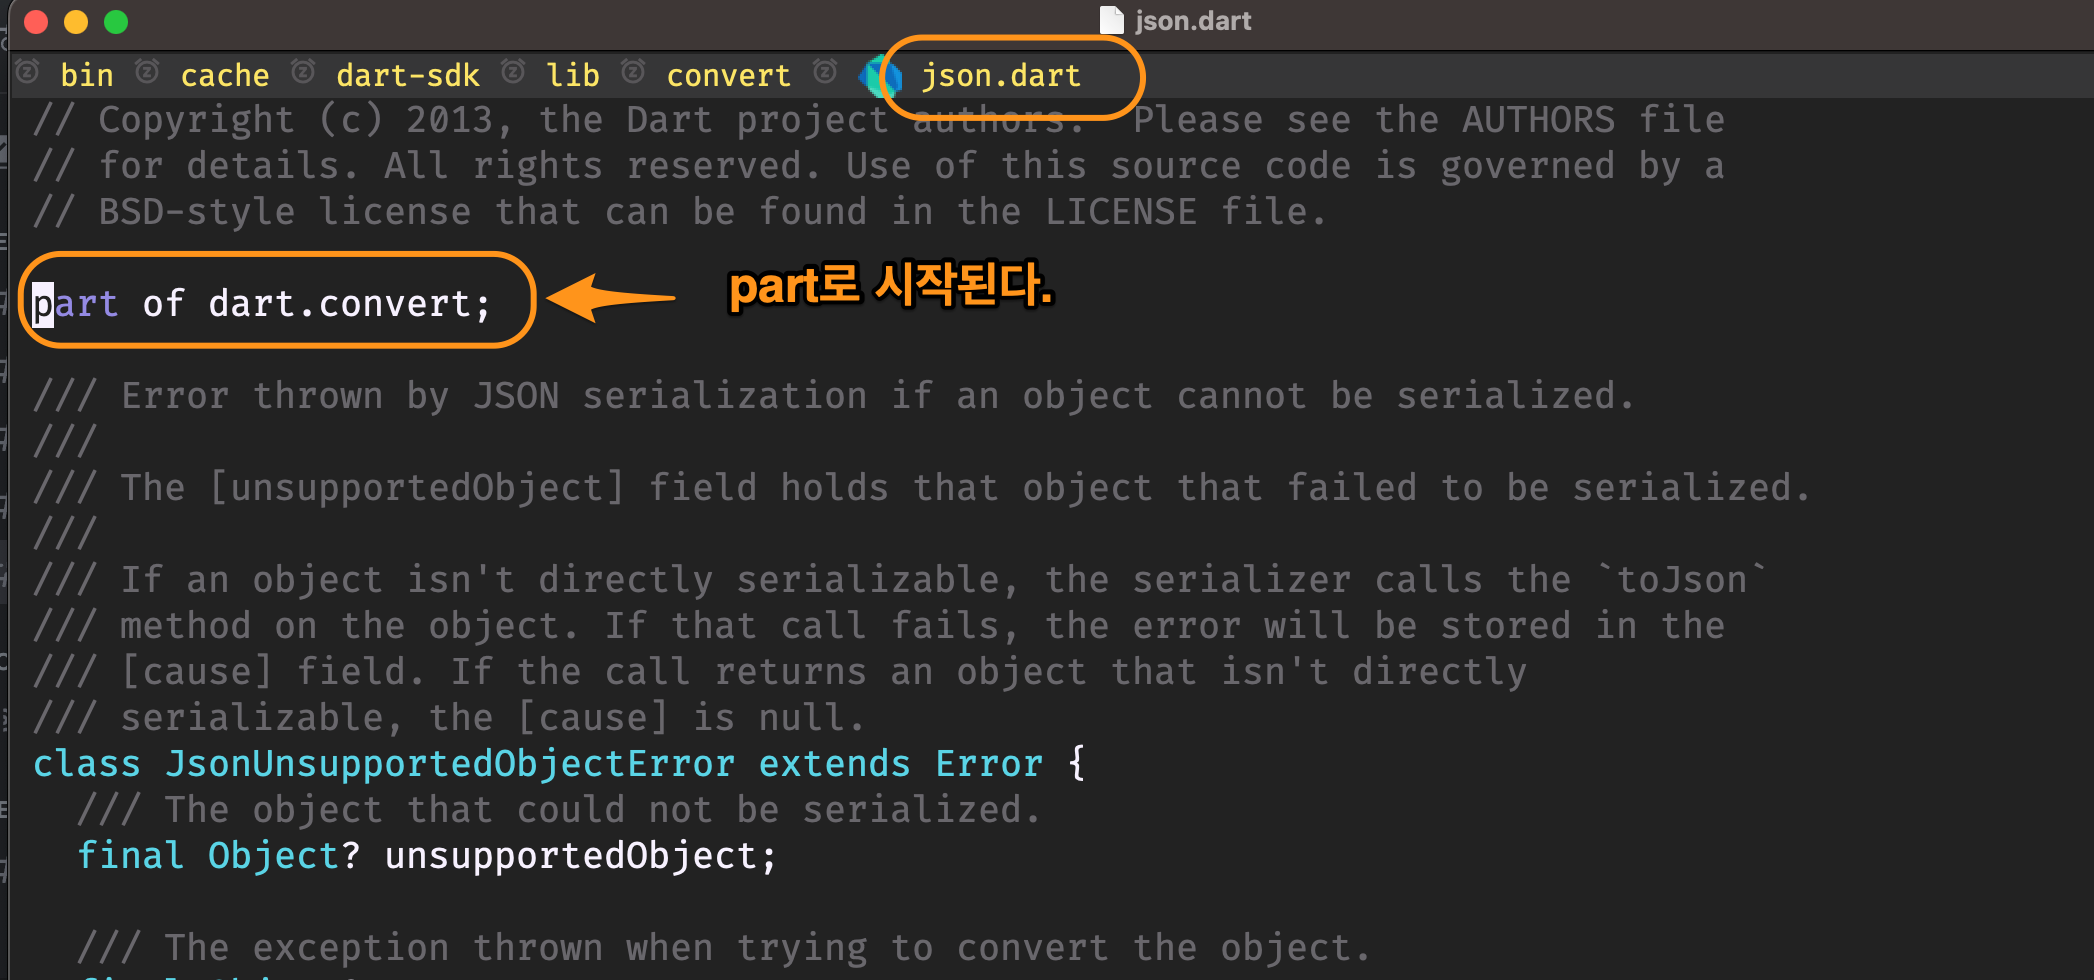 json.dart
bin cache dart-sdk lib convert json.dart
// Copyright (c) 2013, the Dart project authors.  Please see the AUTHORS file
// for details. All rights reserved. Use of this source code is governed by a
// BSD-style license that can be found in the LICENSE file.
part of dart.convert;
part로 시작된다.
/// Error thrown by JSON serialization if an object cannot be serialized.
///
/// The [unsupportedObject] field holds that object that failed to be serialized.
///
/// If an object isn't directly serializable, the serializer calls the `toJson`
/// method on the object. If that call fails, the error will be stored in the
/// [cause] field. If the call returns an object that isn't directly
/// serializable, the [cause] is null.
class JsonUnsupportedObjectError extends Error {
/// The object that could not be serialized.
final Object? unsupportedObject;
/// The exception thrown when trying to convert the object.